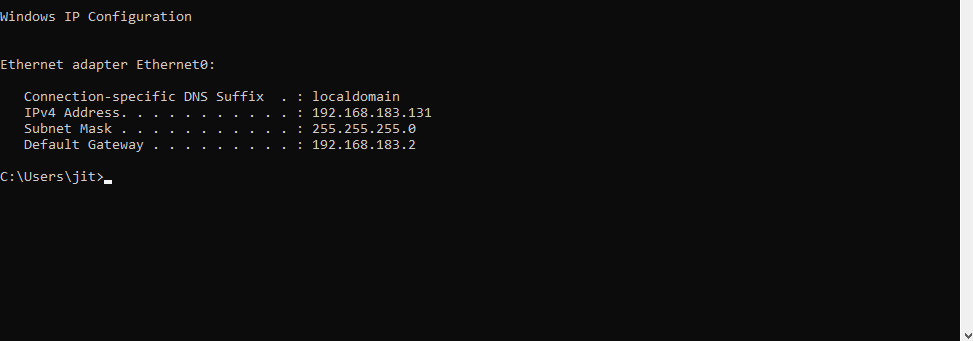 Windows IP Configuration
Ethernet adapter Ethernet0:
Connection-specific DNS Suffix  . : localdomain
IPv4 Address. . . . . . . . . . . : 192.168.183.131
Subnet Mask . . . . . . . . . . . : 255.255.255.0
Default Gateway . . . . . . . . . : 192.168.183.2
C:\Users\jit>